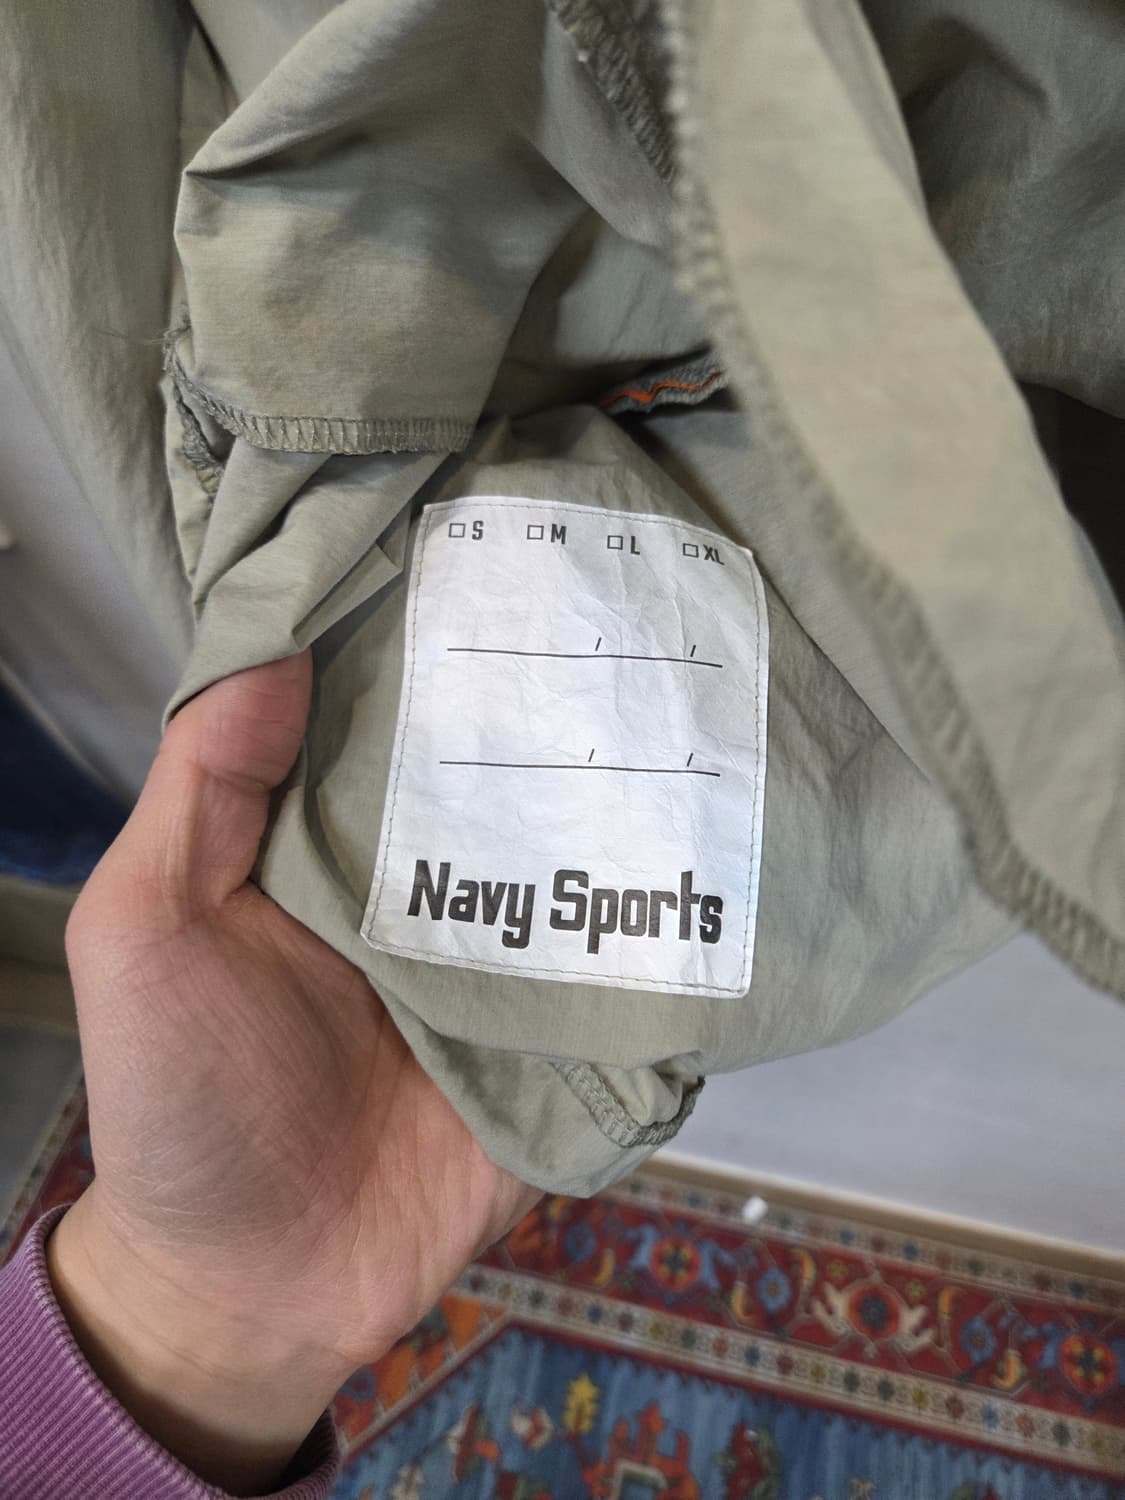 ☐ S ☐ M ☐ L ☐ XL
/ /
/ /
Navy Sports